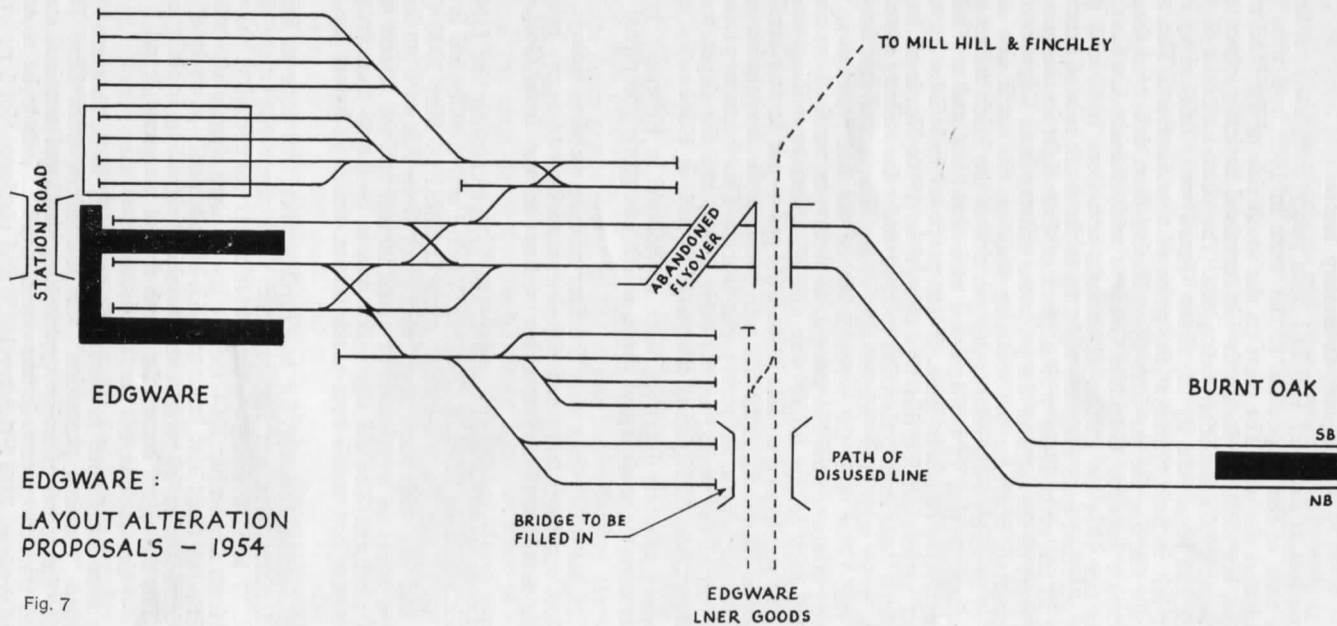 TO MILL HILL & FINCHLEY
STATION ROAD
ABANDONED
FLYOVER
EDGWARE
BURNT OAK
SB
NB
PATH OF
DISUSED LINE
BRIDGE TO BE
FILLED IN
EDGWARE
LNER GOODS
EDGWARE :
LAYOUT ALTERATION
PROPOSALS – 1954
Fig. 7